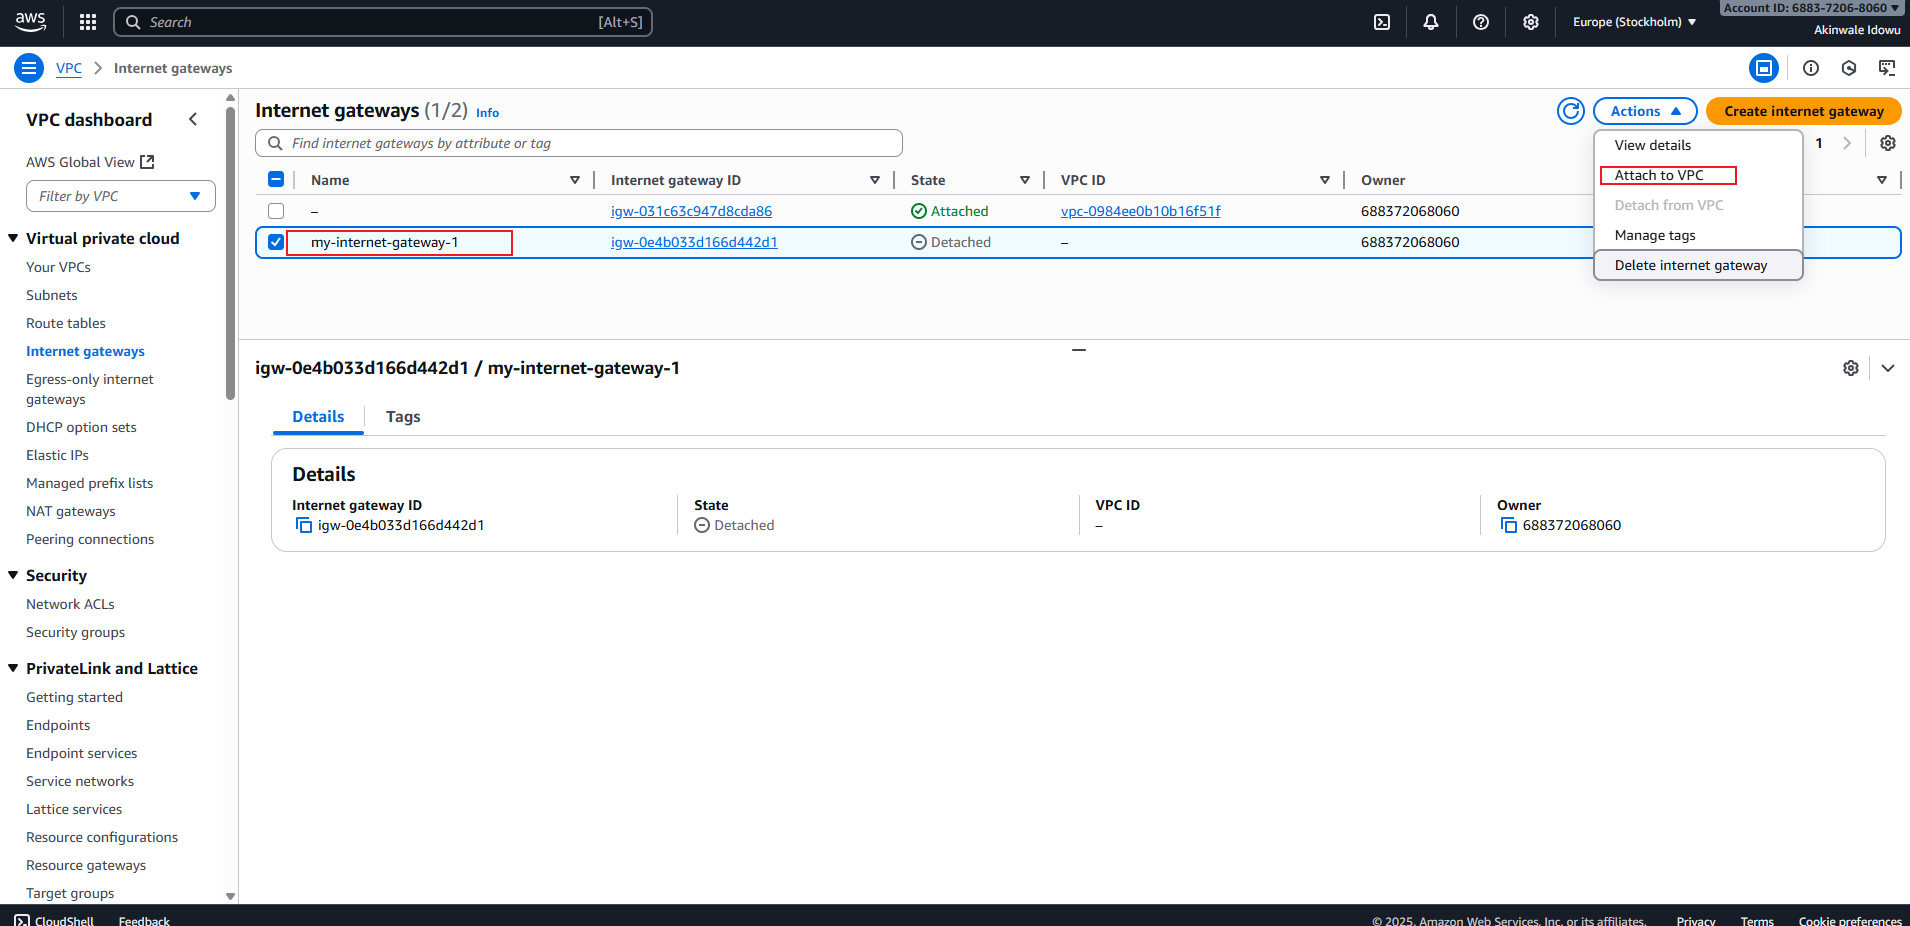 aws
Search [Alt+S]
Europe (Stockholm)
Account ID: 6883-7206-8060
Akinwale Idowu
VPC
Internet gateways
VPC dashboard
AWS Global View
Filter by VPC
Virtual private cloud
Your VPCs
Subnets
Route tables
Internet gateways
Egress-only internet
gateways
DHCP option sets
Elastic IPs
Managed prefix lists
NAT gateways
Peering connections
Security
Network ACLs
Security groups
PrivateLink and Lattice
Getting started
Endpoints
Endpoint services
Service networks
Lattice services
Resource configurations
Resource gateways
Target groups
Internet gateways (1/2) Info
Actions
Create internet gateway
Find internet gateways by attribute or tag
1
View details
Attach to VPC
Detach from VPC
Manage tags
Delete internet gateway
Name Internet gateway ID State VPC ID Owner
– igw-031c63c947d8cda86 Attached vpc-0984ee0b10b16f51f 688372068060
my-internet-gateway-1 igw-0e4b033d166d442d1 Detached – 688372068060
igw-0e4b033d166d442d1 / my-internet-gateway-1
Details Tags
Details
Internet gateway ID State VPC ID Owner
igw-0e4b033d166d442d1 Detached – 688372068060
CloudShell Feedback © 2025, Amazon Web Services, Inc. or its affiliates. Privacy Terms Cookie preferences